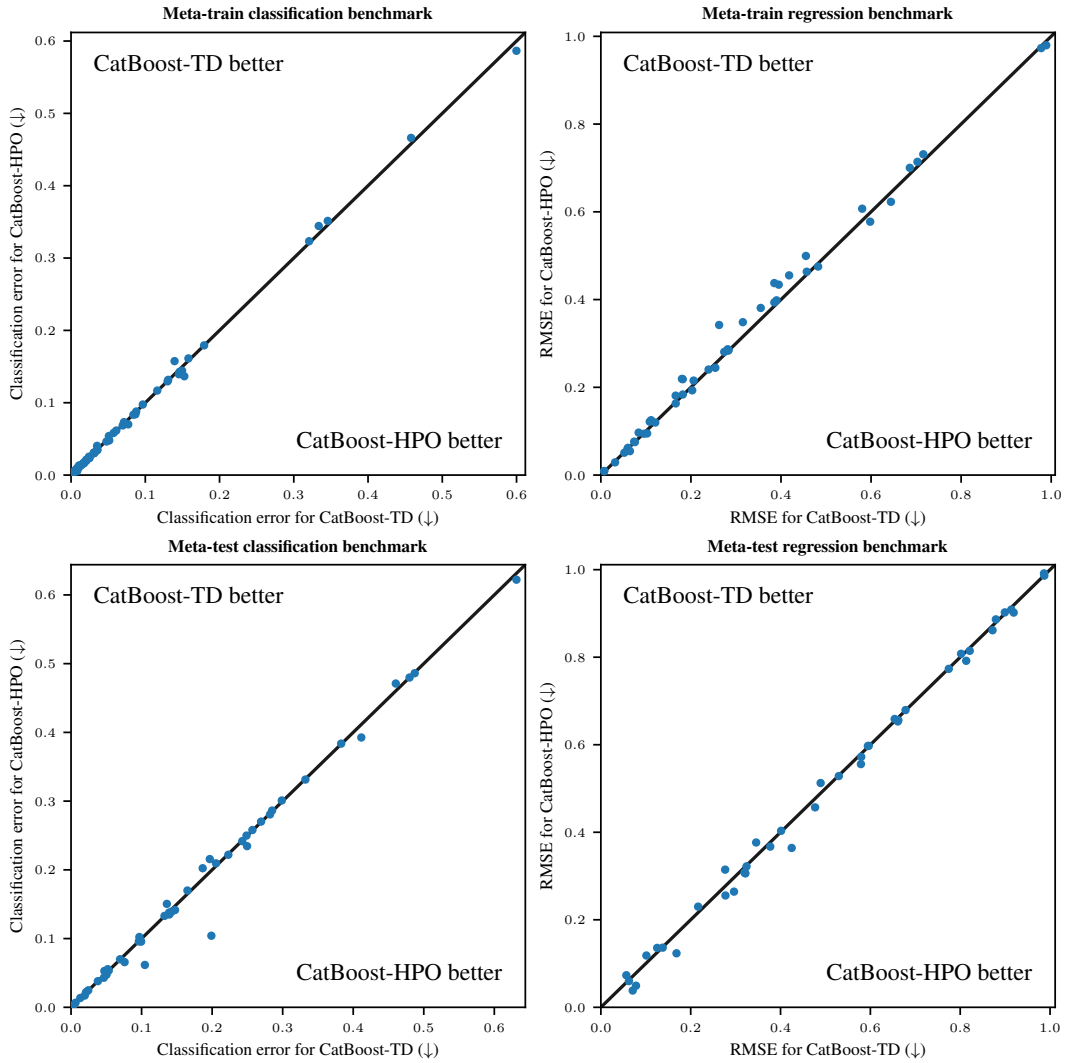 Meta-train classification benchmark
CatBoost-TD better
CatBoost-HPO better
Classification error for CatBoost-HPO (↓)
0.6
0.5
0.4
0.3
0.2
0.1
0.0
0.0 0.1 0.2 0.3 0.4 0.5 0.6
Classification error for CatBoost-TD (↓)
Meta-train regression benchmark
CatBoost-TD better
CatBoost-HPO better
RMSE for CatBoost-HPO (↓)
1.0
0.8
0.6
0.4
0.2
0.0
0.0 0.2 0.4 0.6 0.8 1.0
RMSE for CatBoost-TD (↓)
Meta-test classification benchmark
CatBoost-TD better
CatBoost-HPO better
Classification error for CatBoost-HPO (↓)
0.6
0.5
0.4
0.3
0.2
0.1
0.0
0.0 0.1 0.2 0.3 0.4 0.5 0.6
Classification error for CatBoost-TD (↓)
Meta-test regression benchmark
CatBoost-TD better
CatBoost-HPO better
RMSE for CatBoost-HPO (↓)
1.0
0.8
0.6
0.4
0.2
0.0
0.0 0.2 0.4 0.6 0.8 1.0
RMSE for CatBoost-TD (↓)